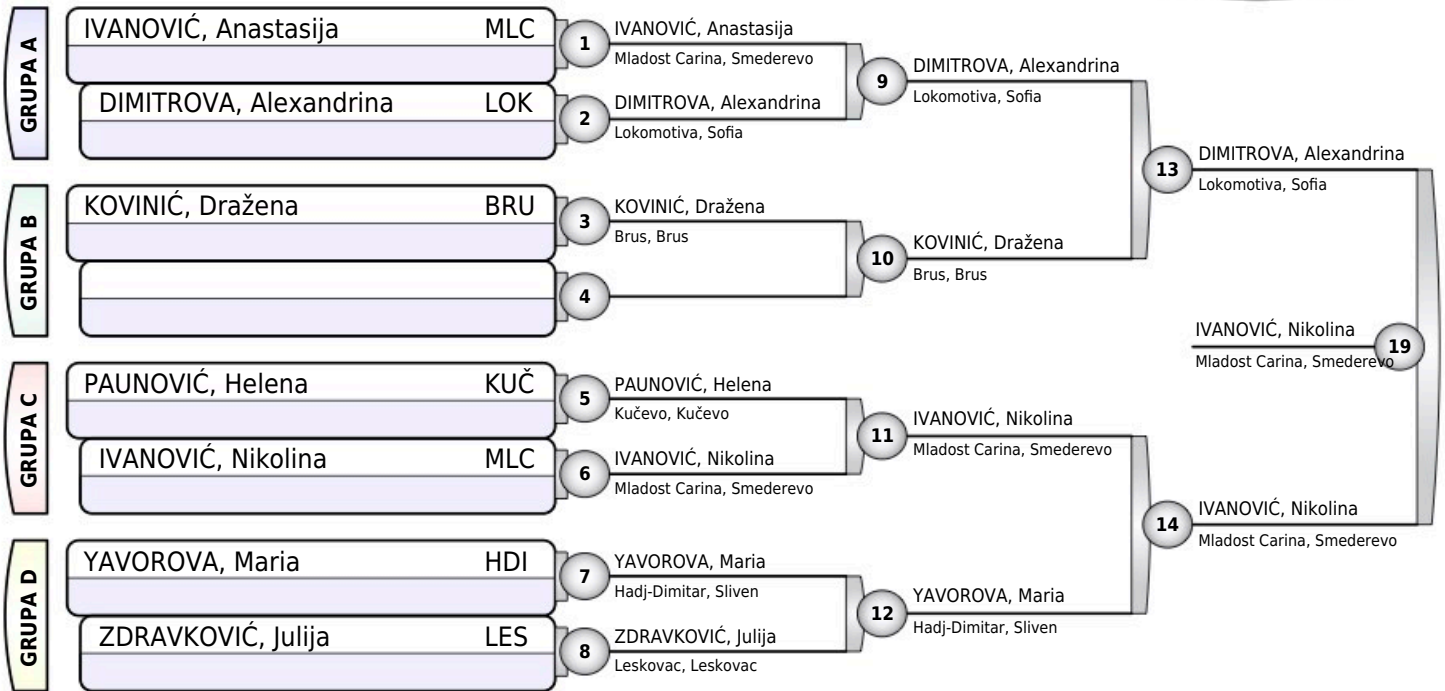 GRUPA A
IVANOVIĆ, Anastasija MLC
DIMITROVA, Alexandrina LOK
1
IVANOVIĆ, Anastasija
Mladost Carina, Smederevo
2
DIMITROVA, Alexandrina
Lokomotiva, Sofia
9
DIMITROVA, Alexandrina
Lokomotiva, Sofia
GRUPA B
KOVINIĆ, Dražena BRU
3
KOVINIĆ, Dražena
Brus, Brus
4
10
KOVINIĆ, Dražena
Brus, Brus
13
DIMITROVA, Alexandrina
Lokomotiva, Sofia
GRUPA C
PAUNOVIĆ, Helena KUČ
IVANOVIĆ, Nikolina MLC
5
PAUNOVIĆ, Helena
Kučevo, Kučevo
6
IVANOVIĆ, Nikolina
Mladost Carina, Smederevo
11
IVANOVIĆ, Nikolina
Mladost Carina, Smederevo
GRUPA D
YAVOROVA, Maria HDI
ZDRAVKOVIĆ, Julija LES
7
YAVOROVA, Maria
Hadj-Dimitar, Sliven
8
ZDRAVKOVIĆ, Julija
Leskovac, Leskovac
12
YAVOROVA, Maria
Hadj-Dimitar, Sliven
14
IVANOVIĆ, Nikolina
Mladost Carina, Smederevo
IVANOVIĆ, Nikolina
Mladost Carina, Smederevo
19